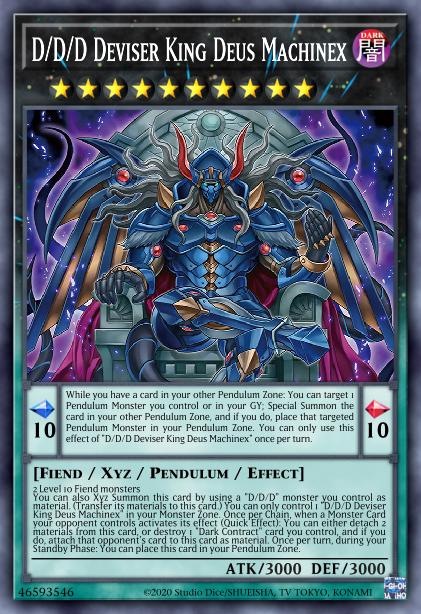 D/D/D Deviser King Deus Machinex
DARK
闇
While you have a card in your other Pendulum Zone: You can target 1
Pendulum Monster you control or in your GY; Special Summon the
card in your other Pendulum Zone, and if you do, place that targeted
Pendulum Monster in your Pendulum Zone. You can only use this
effect of "D/D/D Deviser King Deus Machinex" once per turn.
10
10
[Fiend / Xyz / Pendulum / Effect]
2 Level 10 Fiend monsters
You can also Xyz Summon this card by using a "D/D/D" monster you control as
material. (Transfer its materials to this card.) You can only control 1 "D/D/D Deviser
King Deus Machinex" in your Monster Zone. Once per Chain, when a Monster Card
your opponent controls activates its effect (Quick Effect): You can either detach 2
materials from this card, or destroy 1 "Dark Contract" card you control, and if you
do, attach that opponent's card to this card as material. Once per turn, during your
Standby Phase: You can place this card in your Pendulum Zone.
ATK/3000 DEF/3000
46593546
©2020 Studio Dice/SHUEISHA, TV TOKYO, KONAMI